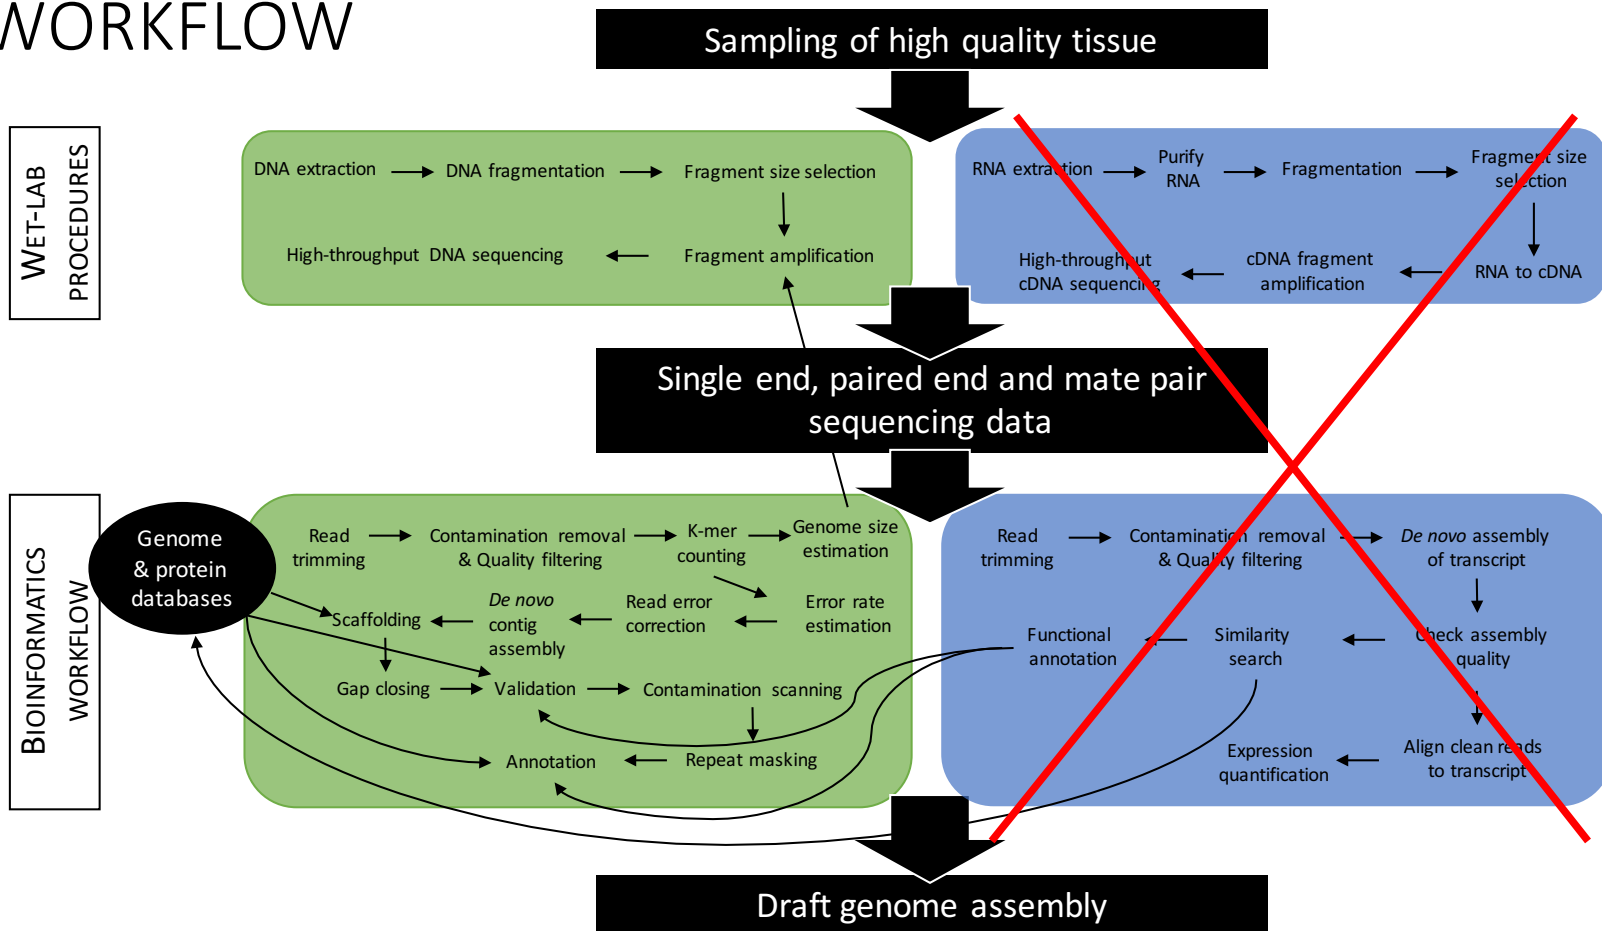 WORKFLOW
Sampling of high quality tissue
WET-LAB
PROCEDURES
DNA extraction
DNA fragmentation
Fragment size selection
High-throughput DNA sequencing
Fragment amplification
RNA extraction
Purify
RNA
Fragmentation
Fragment size
selection
High-throughput
cDNA sequencing
cDNA fragment
amplification
RNA to cDNA
Single end, paired end and mate pair
sequencing data
BIOINFORMATICS
WORKFLOW
Genome
& protein
databases
Read
trimming
Contamination removal
& Quality filtering
K-mer
counting
Genome size
estimation
Scaffolding
De novo
contig
assembly
Read error
correction
Error rate
estimation
Gap closing
Validation
Contamination scanning
Annotation
Repeat masking
Read
trimming
Contamination removal
& Quality filtering
De novo assembly
of transcript
Functional
annotation
Similarity
search
Check assembly
quality
Expression
quantification
Align clean reads
to transcript
Draft genome assembly